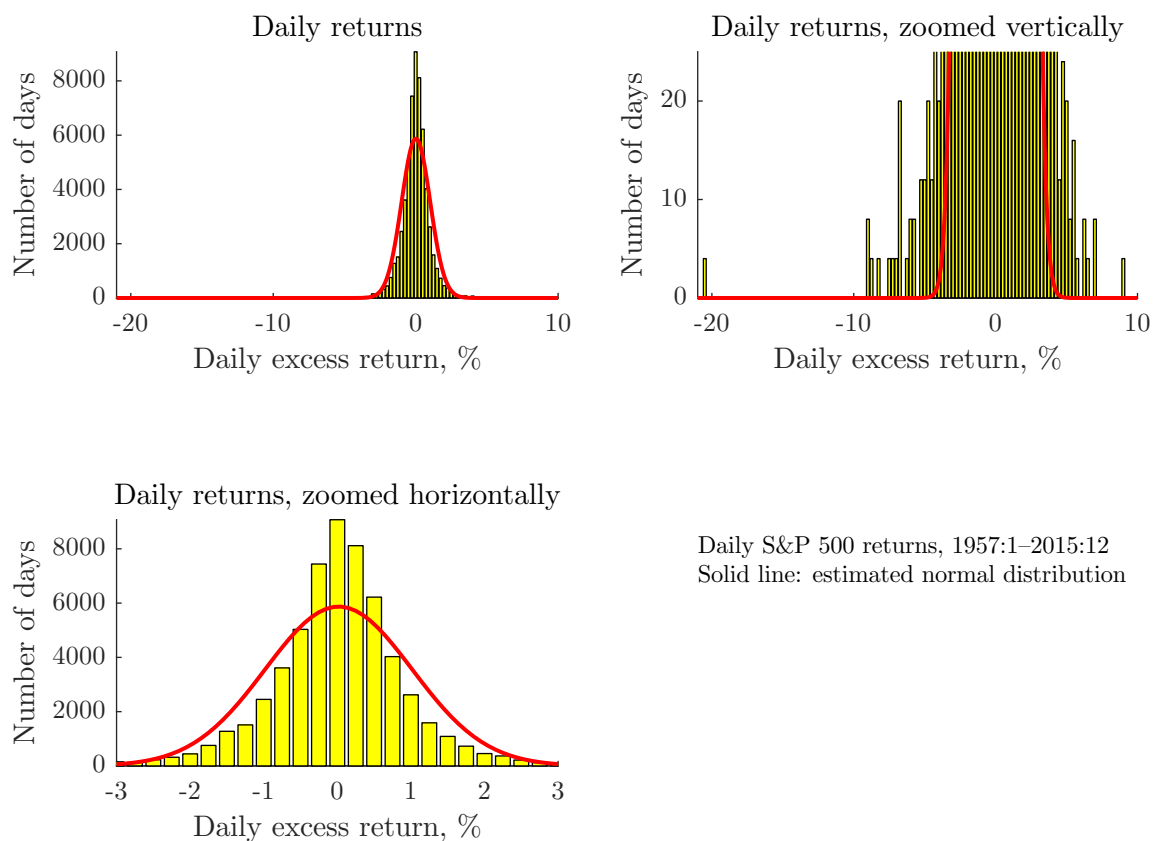 Daily returns
Number of days
8000
6000
4000
2000
0
-20 -10 0 10
Daily excess return, %
Daily returns, zoomed vertically
Number of days
20
10
0
-20 -10 0 10
Daily excess return, %
Daily returns, zoomed horizontally
Number of days
8000
6000
4000
2000
0
-3 -2 -1 0 1 2 3
Daily excess return, %
Daily S&P 500 returns, 1957:1–2015:12
Solid line: estimated normal distribution